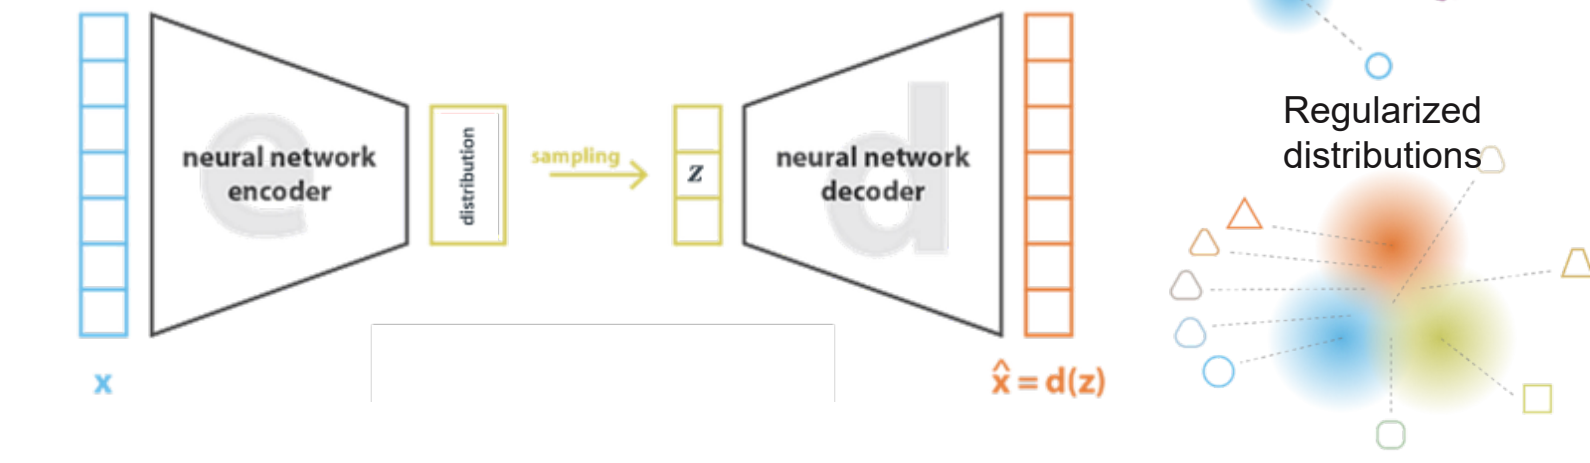 neural network
encoder
distribution
sampling
z
neural network
decoder
x
x̂ = d(z)
Regularized
distributions
e
d